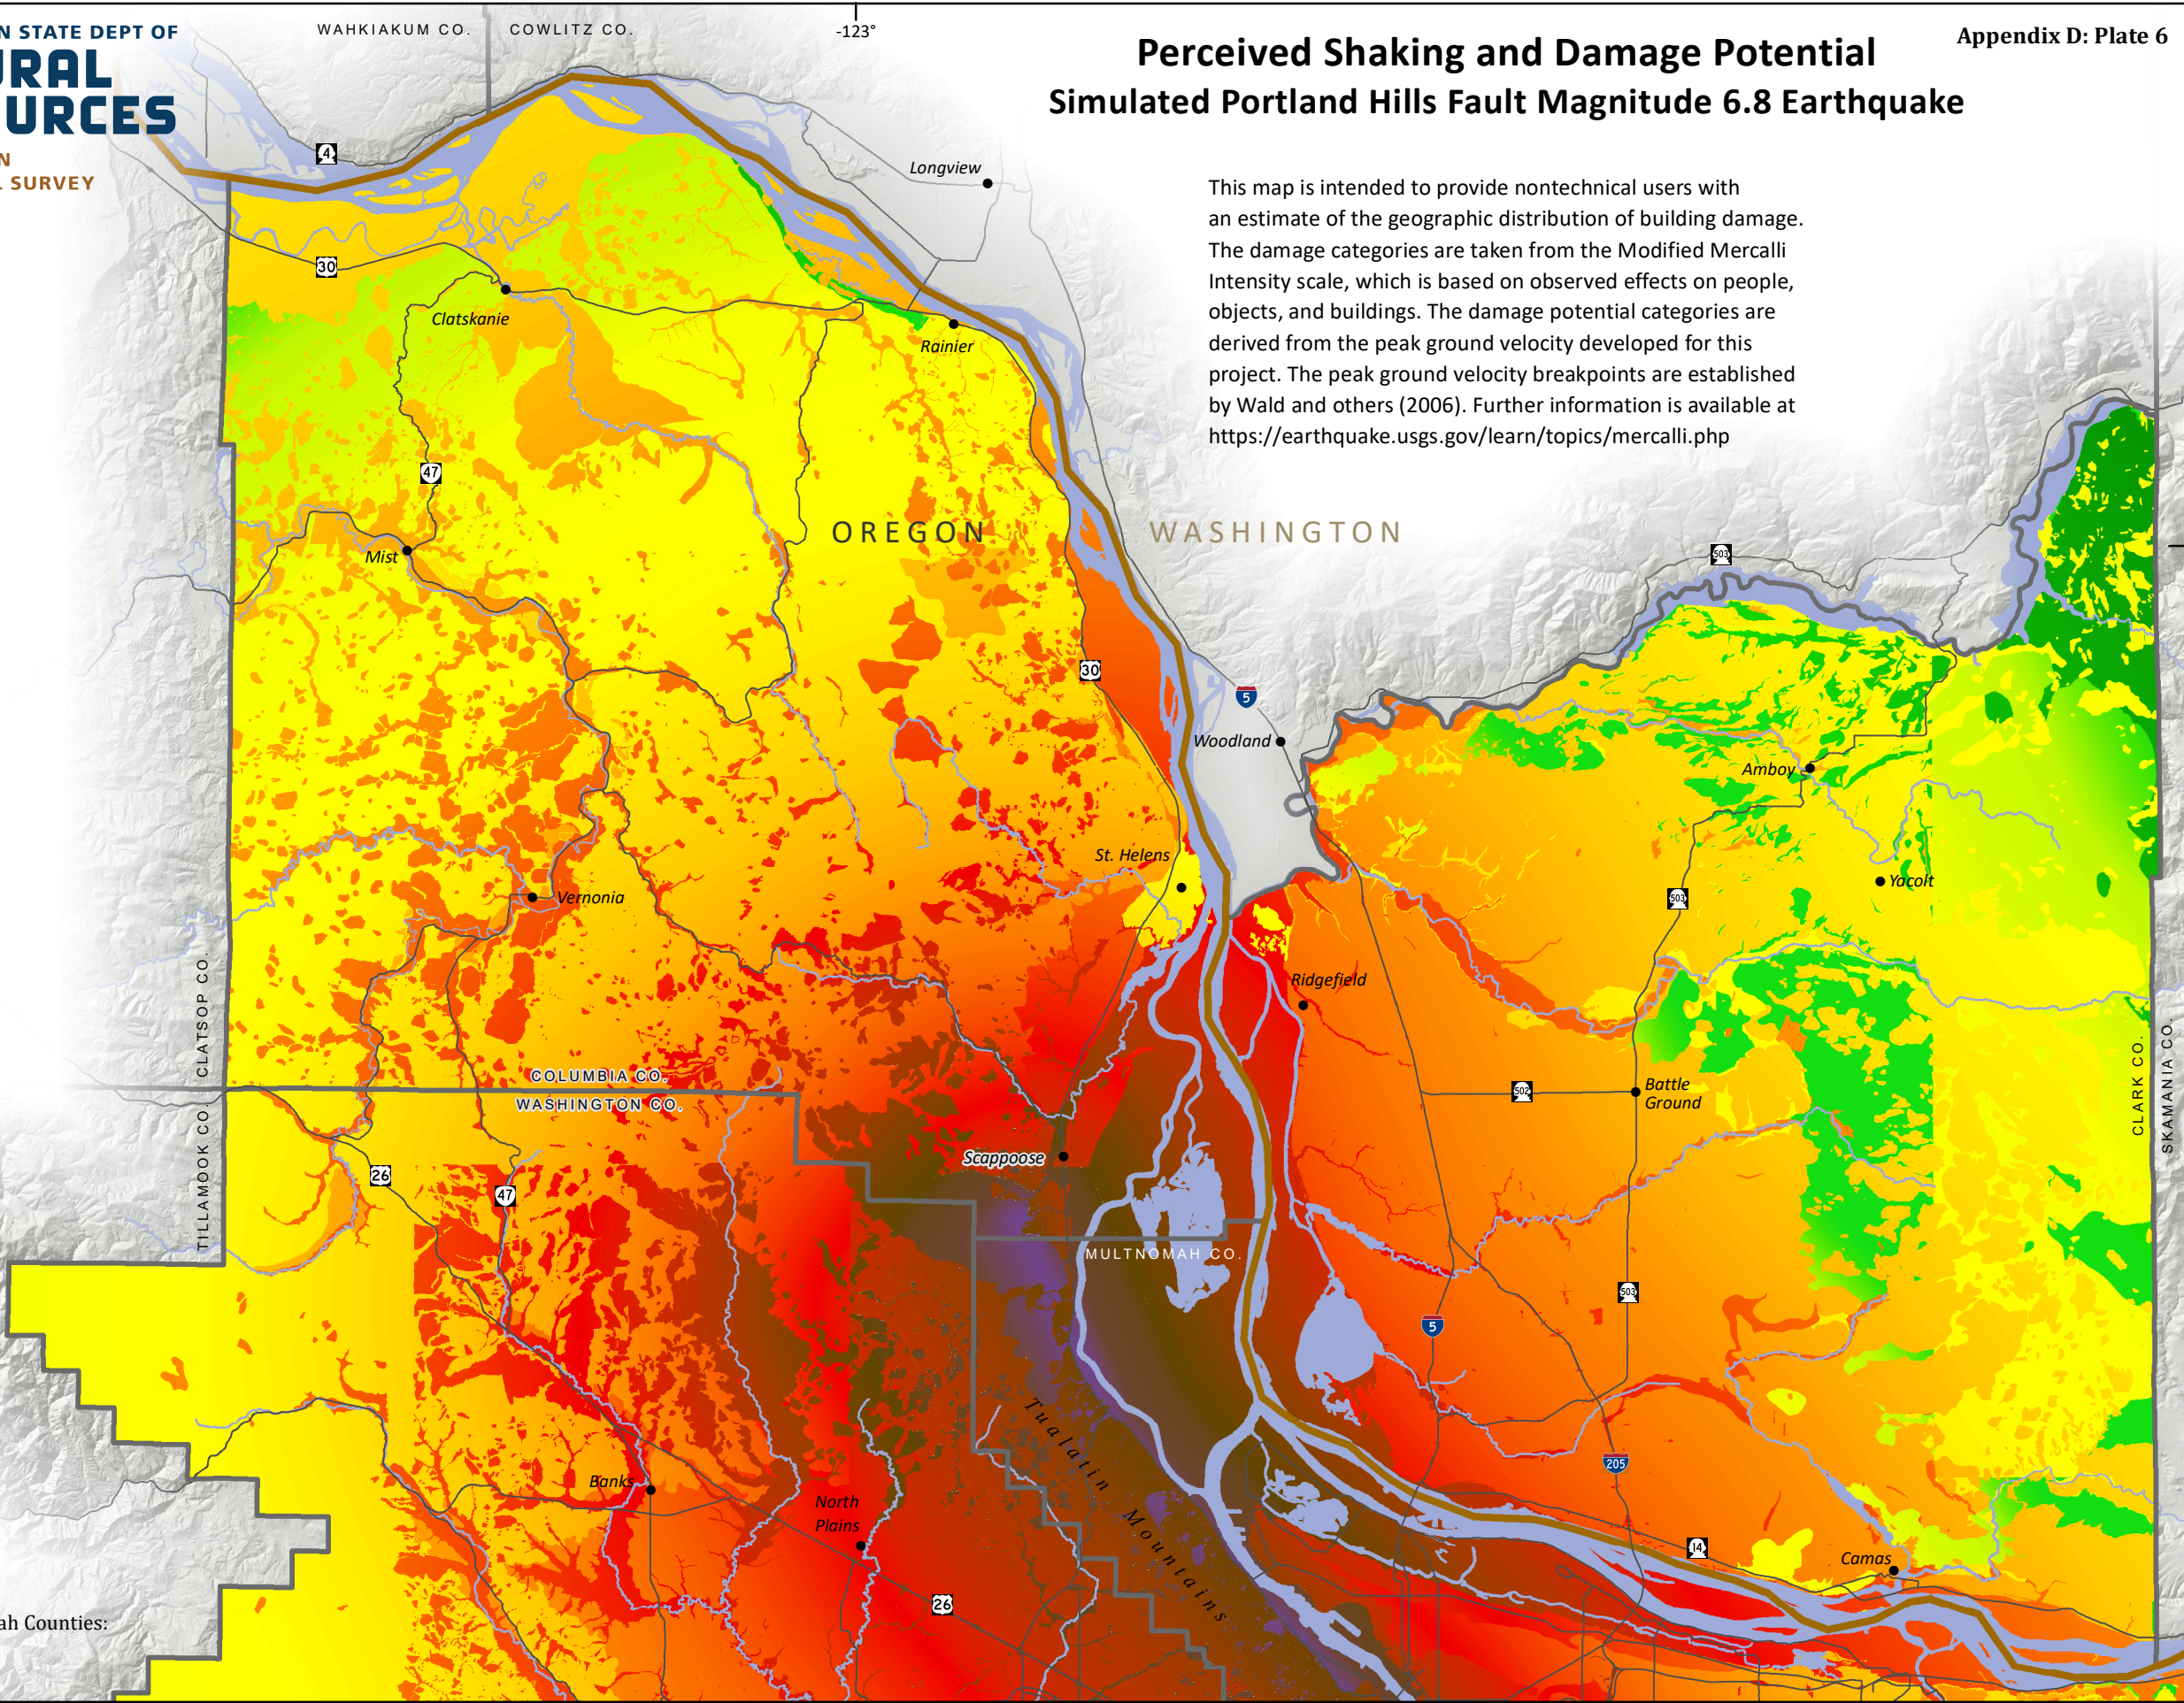 N STATE DEPT OF
URAL
OURCES
N
L SURVEY
WAHKIAKUM CO.
COWLITZ CO.
-123°
Appendix D: Plate 6
Perceived Shaking and Damage Potential
Simulated Portland Hills Fault Magnitude 6.8 Earthquake
This map is intended to provide nontechnical users with
an estimate of the geographic distribution of building damage.
The damage categories are taken from the Modified Mercalli
Intensity scale, which is based on observed effects on people,
objects, and buildings. The damage potential categories are
derived from the peak ground velocity developed for this
project. The peak ground velocity breakpoints are established
by Wald and others (2006). Further information is available at
https://earthquake.usgs.gov/learn/topics/mercalli.php
4
Longview
30
Clatskanie
Rainier
47
OREGON
WASHINGTON
Mist
503
30
5
Woodland
Amboy
St. Helens
Yacolt
Vernonia
503
Ridgefield
CLATSOP CO.
TILLAMOOK CO.
COLUMBIA CO.
WASHINGTON CO.
502
Battle
Ground
CLARK CO.
SKAMANIA CO.
Scappoose
26
47
MULTNOMAH CO.
503
5
Tualatin Mountains
205
Banks
North
Plains
14
Camas
26
ah Counties: